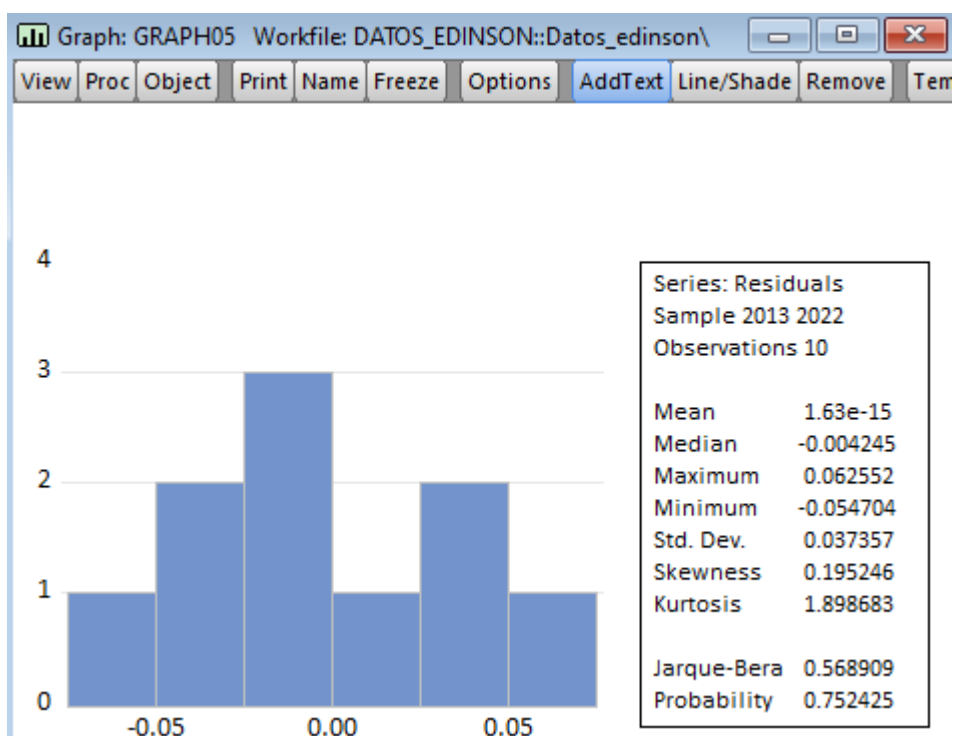 Graph: GRAPH05 Workfile: DATOS_EDINSON::Datos_edinson\
View Proc Object Print Name Freeze Options AddText Line/Shade Remove Tem
4
3
2
1
0
-0.05 0.00 0.05
Series: Residuals
Sample 2013 2022
Observations 10
Mean 1.63e-15
Median -0.004245
Maximum 0.062552
Minimum -0.054704
Std. Dev. 0.037357
Skewness 0.195246
Kurtosis 1.898683
Jarque-Bera 0.568909
Probability 0.752425